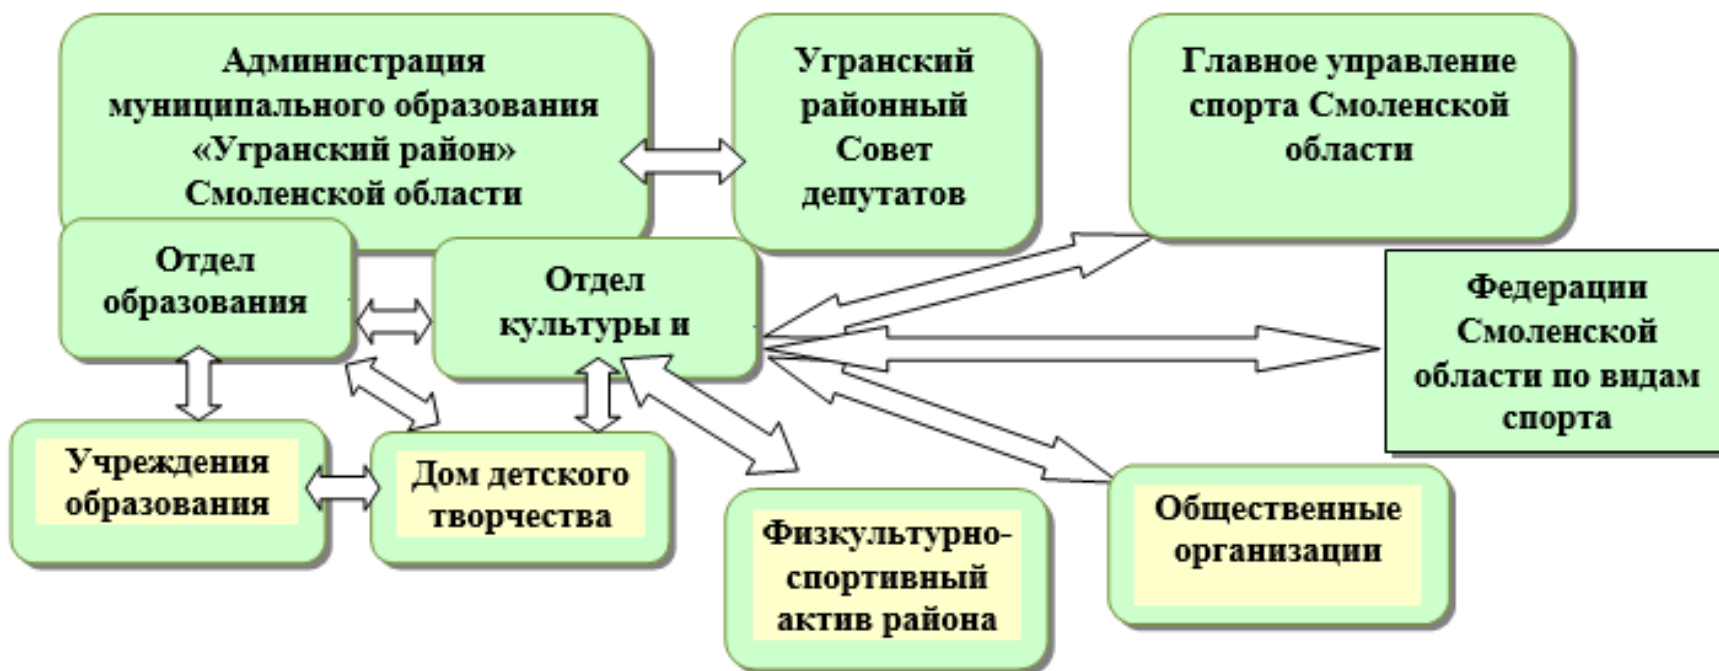 Администрация
муниципального образования
«Угранский район»
Смоленской области
Угранский
районный
Совет
депутатов
Главное управление
спорта Смоленской
области
Отдел
образования
Отдел
культуры и
Федерации
Смоленской
области по видам
спорта
Учреждения
образования
Дом детского
творчества
Физкультурно-
спортивный
актив района
Общественные
организации